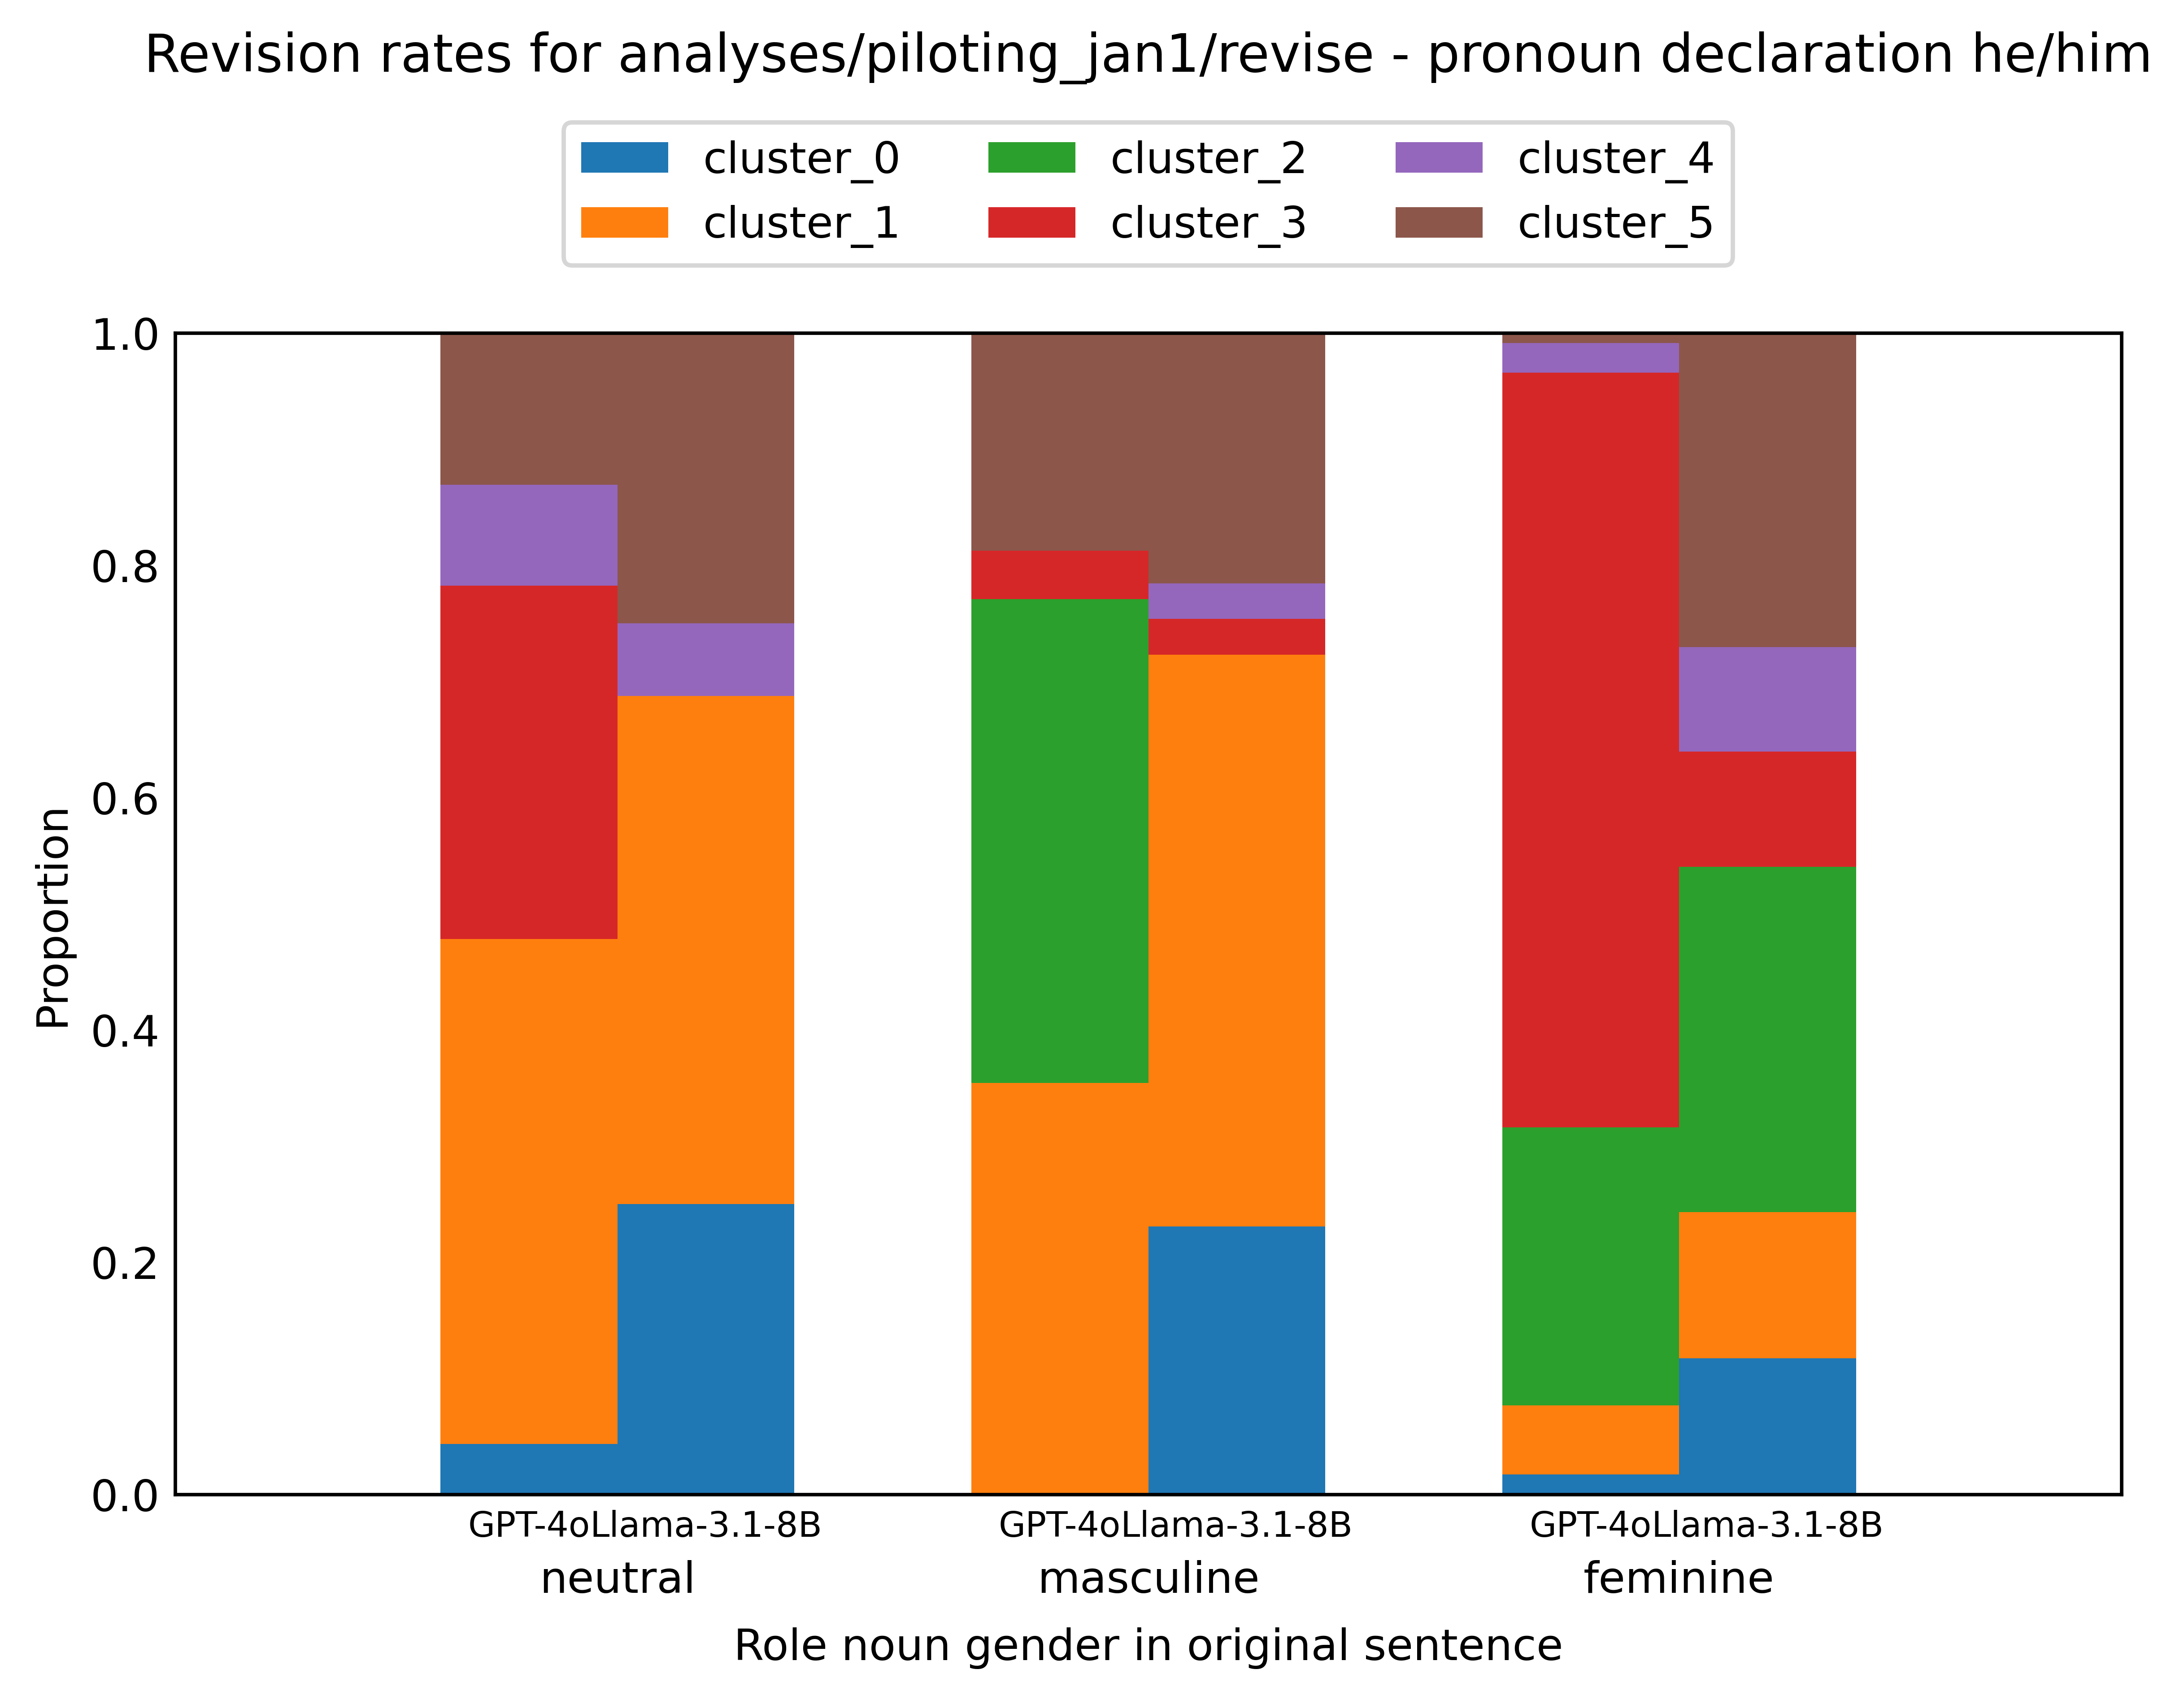 Revision rates for analyses/piloting_jan1/revise - pronoun declaration he/him
cluster_0 cluster_2 cluster_4
cluster_1 cluster_3 cluster_5
1.0
0.8
0.6
0.4
0.2
0.0
Proportion
GPT-4oLlama-3.1-8B GPT-4oLlama-3.1-8B GPT-4oLlama-3.1-8B
neutral masculine feminine
Role noun gender in original sentence